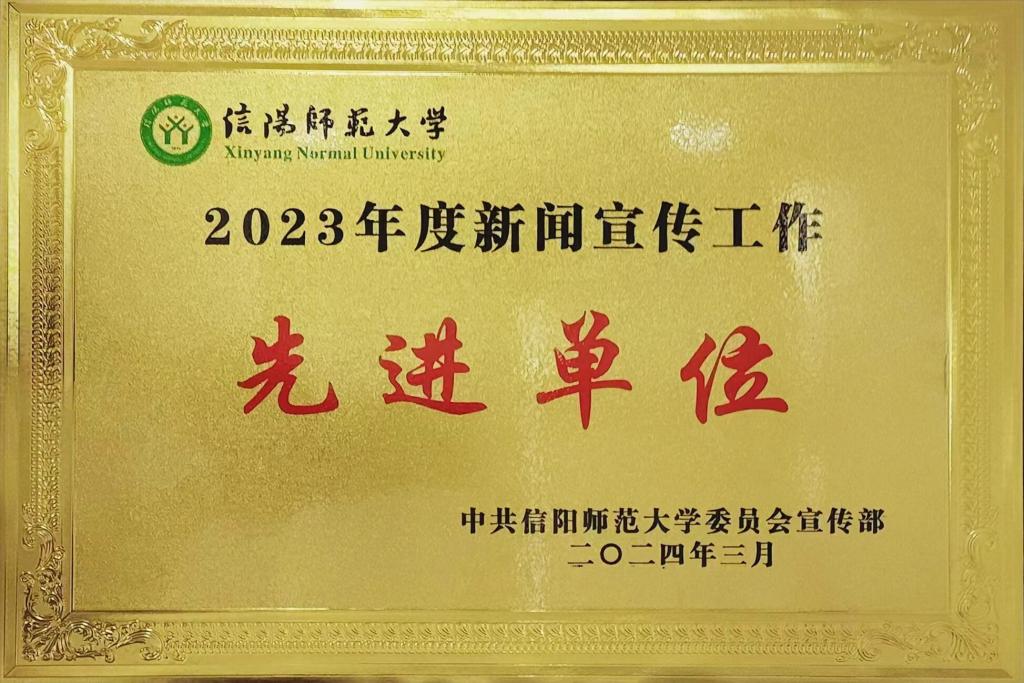 信陽師範大学
Xinyang Normal University
2023年度新闻宣传工作
先进单位
中共信阳师范大学委员会宣传部
二〇二四年三月